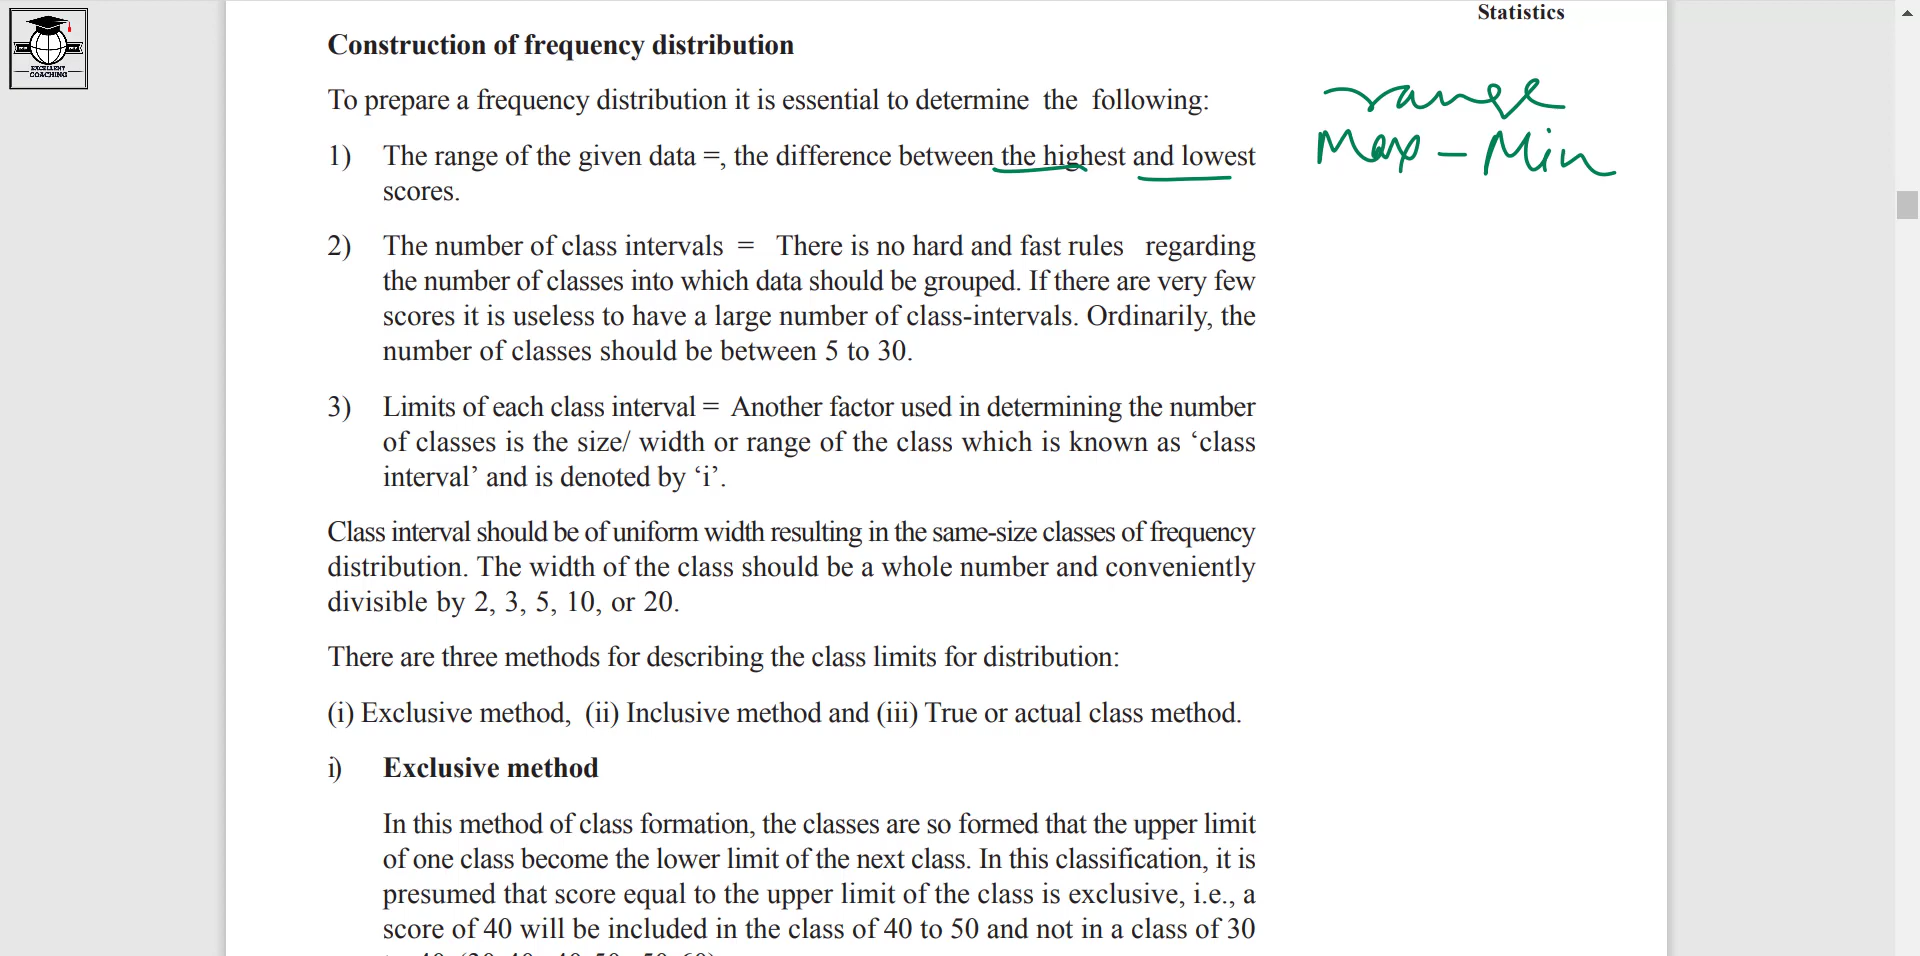 Statistics
EXCELLENT
COACHING
Construction of frequency distribution
To prepare a frequency distribution it is essential to determine the following:
range
Max - Min
1) The range of the given data =, the difference between the highest and lowest
scores.
2) The number of class intervals = There is no hard and fast rules regarding
the number of classes into which data should be grouped. If there are very few
scores it is useless to have a large number of class-intervals. Ordinarily, the
number of classes should be between 5 to 30.
3) Limits of each class interval = Another factor used in determining the number
of classes is the size/ width or range of the class which is known as ‘class
interval’ and is denoted by ‘i’.
Class interval should be of uniform width resulting in the same-size classes of frequency
distribution. The width of the class should be a whole number and conveniently
divisible by 2, 3, 5, 10, or 20.
There are three methods for describing the class limits for distribution:
(i) Exclusive method, (ii) Inclusive method and (iii) True or actual class method.
i) Exclusive method
In this method of class formation, the classes are so formed that the upper limit
of one class become the lower limit of the next class. In this classification, it is
presumed that score equal to the upper limit of the class is exclusive, i.e., a
score of 40 will be included in the class of 40 to 50 and not in a class of 30